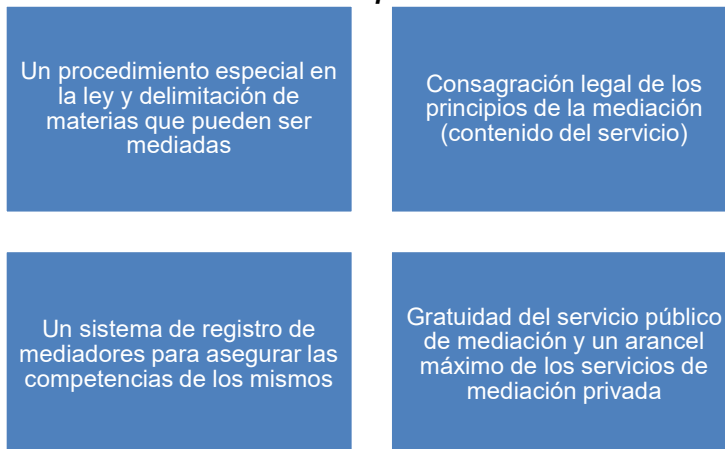 Un procedimiento especial en
la ley y delimitación de
materias que pueden ser
mediadas
Consagración legal de los
principios de la mediación
(contenido del servicio)
Un sistema de registro de
mediadores para asegurar las
competencias de los mismos
Gratuidad del servicio público
de mediación y un arancel
máximo de los servicios de
mediación privada